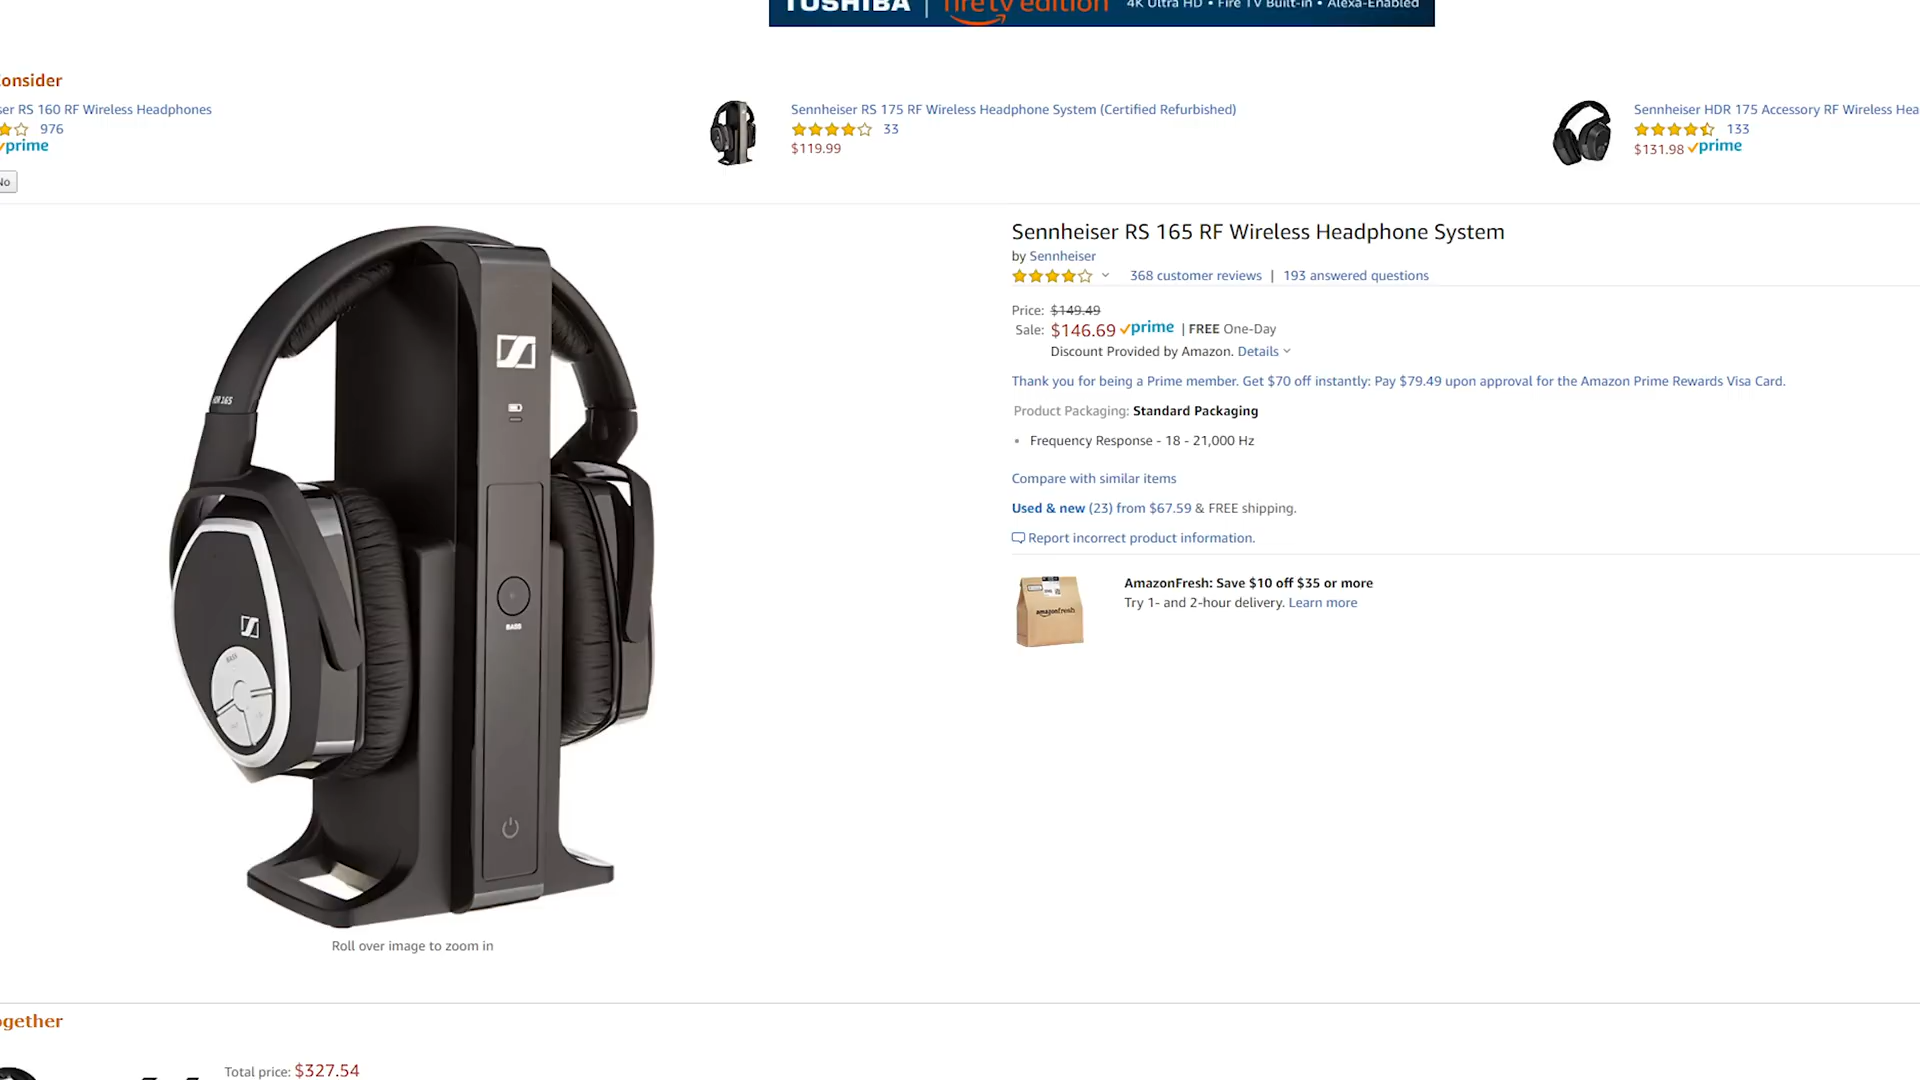 TOSHIBA | fire tv edition 4K Ultra HD • Fire TV Built-in • Alexa-Enabled
onsider
ser RS 160 RF Wireless Headphones
976
prime
No
Sennheiser RS 175 RF Wireless Headphone System (Certified Refurbished)
33
$119.99
Sennheiser HDR 175 Accessory RF Wireless Hea
133
$131.98 prime
Sennheiser RS 165 RF Wireless Headphone System
by Sennheiser
368 customer reviews | 193 answered questions
Price: $149.49
Sale: $146.69 prime | FREE One-Day
Discount Provided by Amazon. Details
Thank you for being a Prime member. Get $70 off instantly: Pay $79.49 upon approval for the Amazon Prime Rewards Visa Card.
Product Packaging: Standard Packaging
• Frequency Response - 18 - 21,000 Hz
Compare with similar items
Used & new (23) from $67.59 & FREE shipping.
Report incorrect product information.
AmazonFresh: Save $10 off $35 or more
Try 1- and 2-hour delivery. Learn more
amazonfresh
HDR 165
BASS
BASS
Roll over image to zoom in
ogether
Total price: $327.54